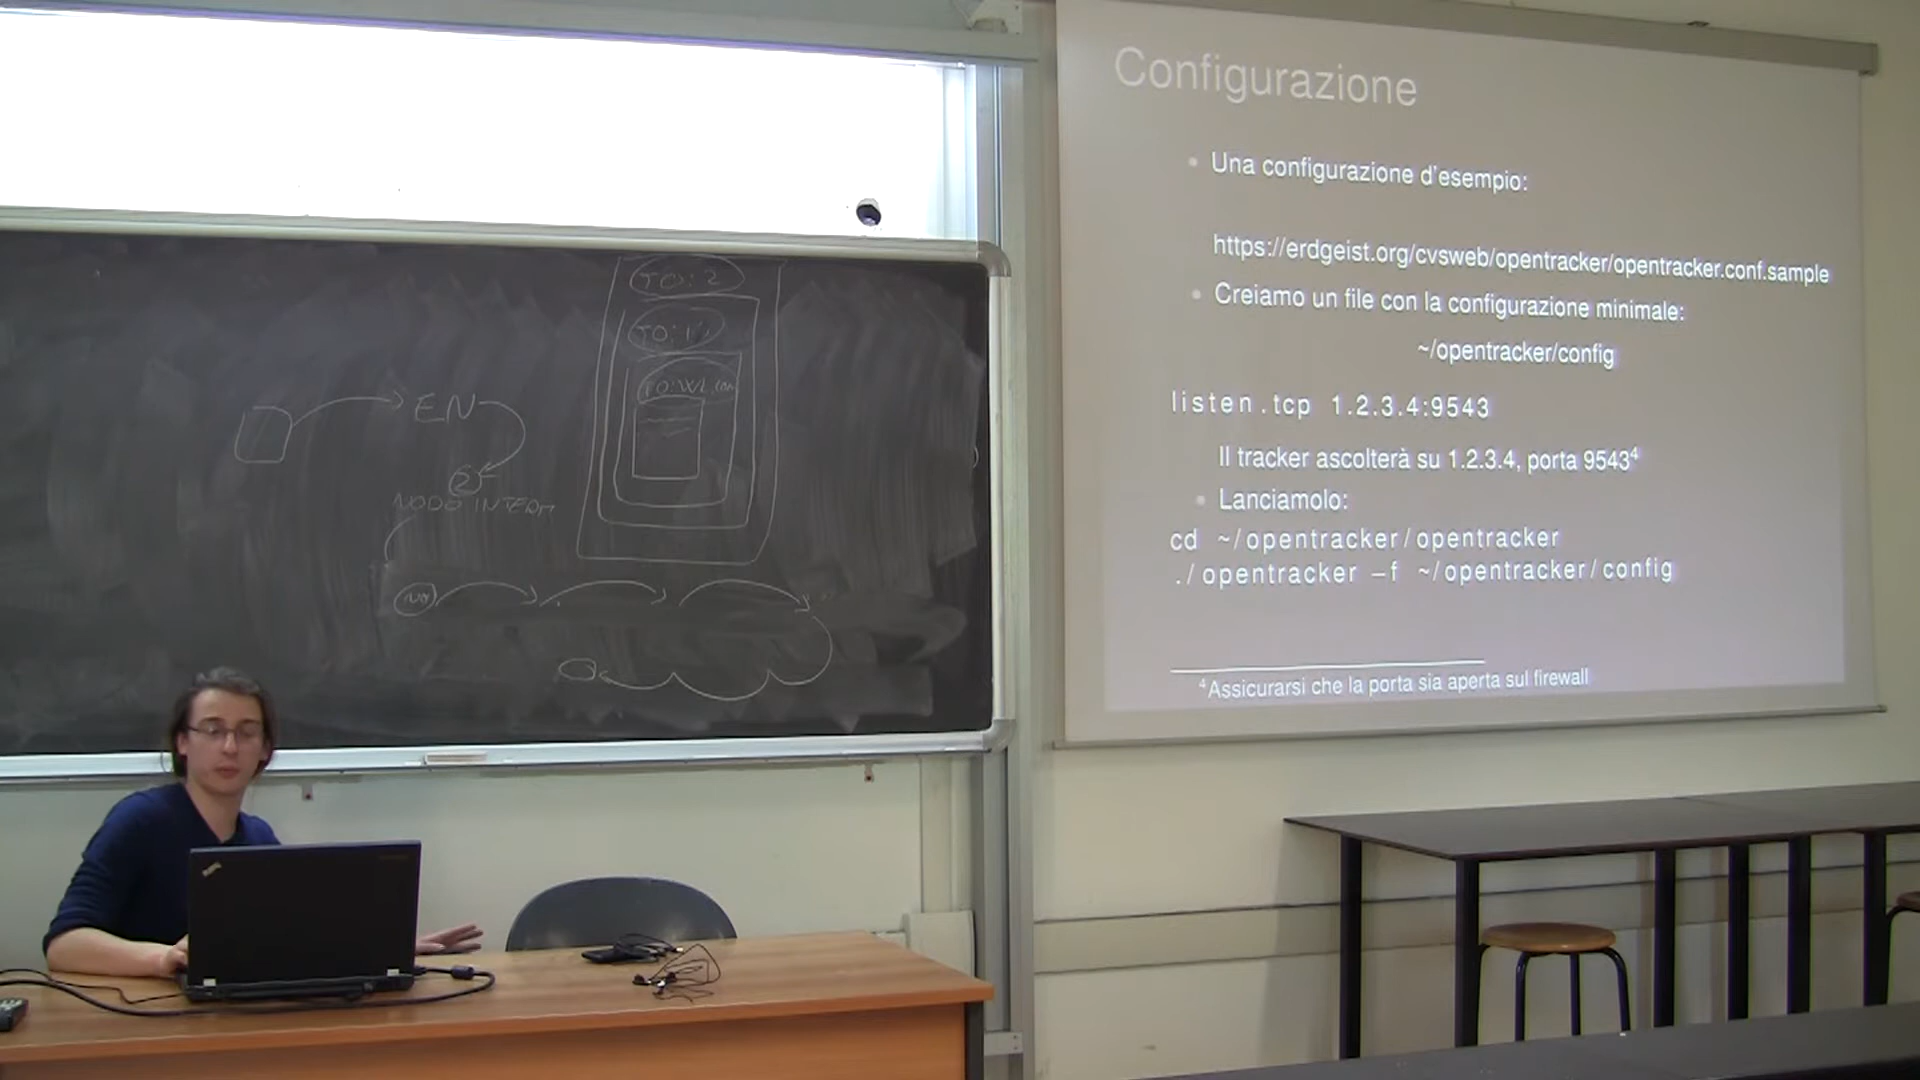 TO: 2
TO: 1
EN
2
NODO INTERM
Configurazione
Una configurazione d'esempio:
https://erdgeist.org/cvsweb/opentracker/opentracker.conf.sample
Creiamo un file con la configurazione minimale:
~/opentracker/config
listen.tcp 1.2.3.4:9543
Il tracker ascolterà su 1.2.3.4, porta 9543⁴
Lanciamolo:
cd ~/opentracker/opentracker
./opentracker –f ~/opentracker/config
⁴Assicurarsi che la porta sia aperta sul firewall